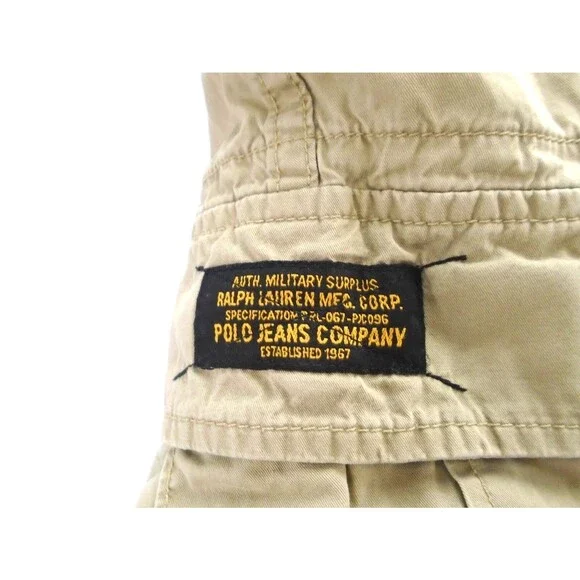 AUTH. MILITARY SURPLUS
RALPH LAUREN MFG. CORP.
SPECIFICATION PRL-067-PJC096
POLO JEANS COMPANY
ESTABLISHED 1967